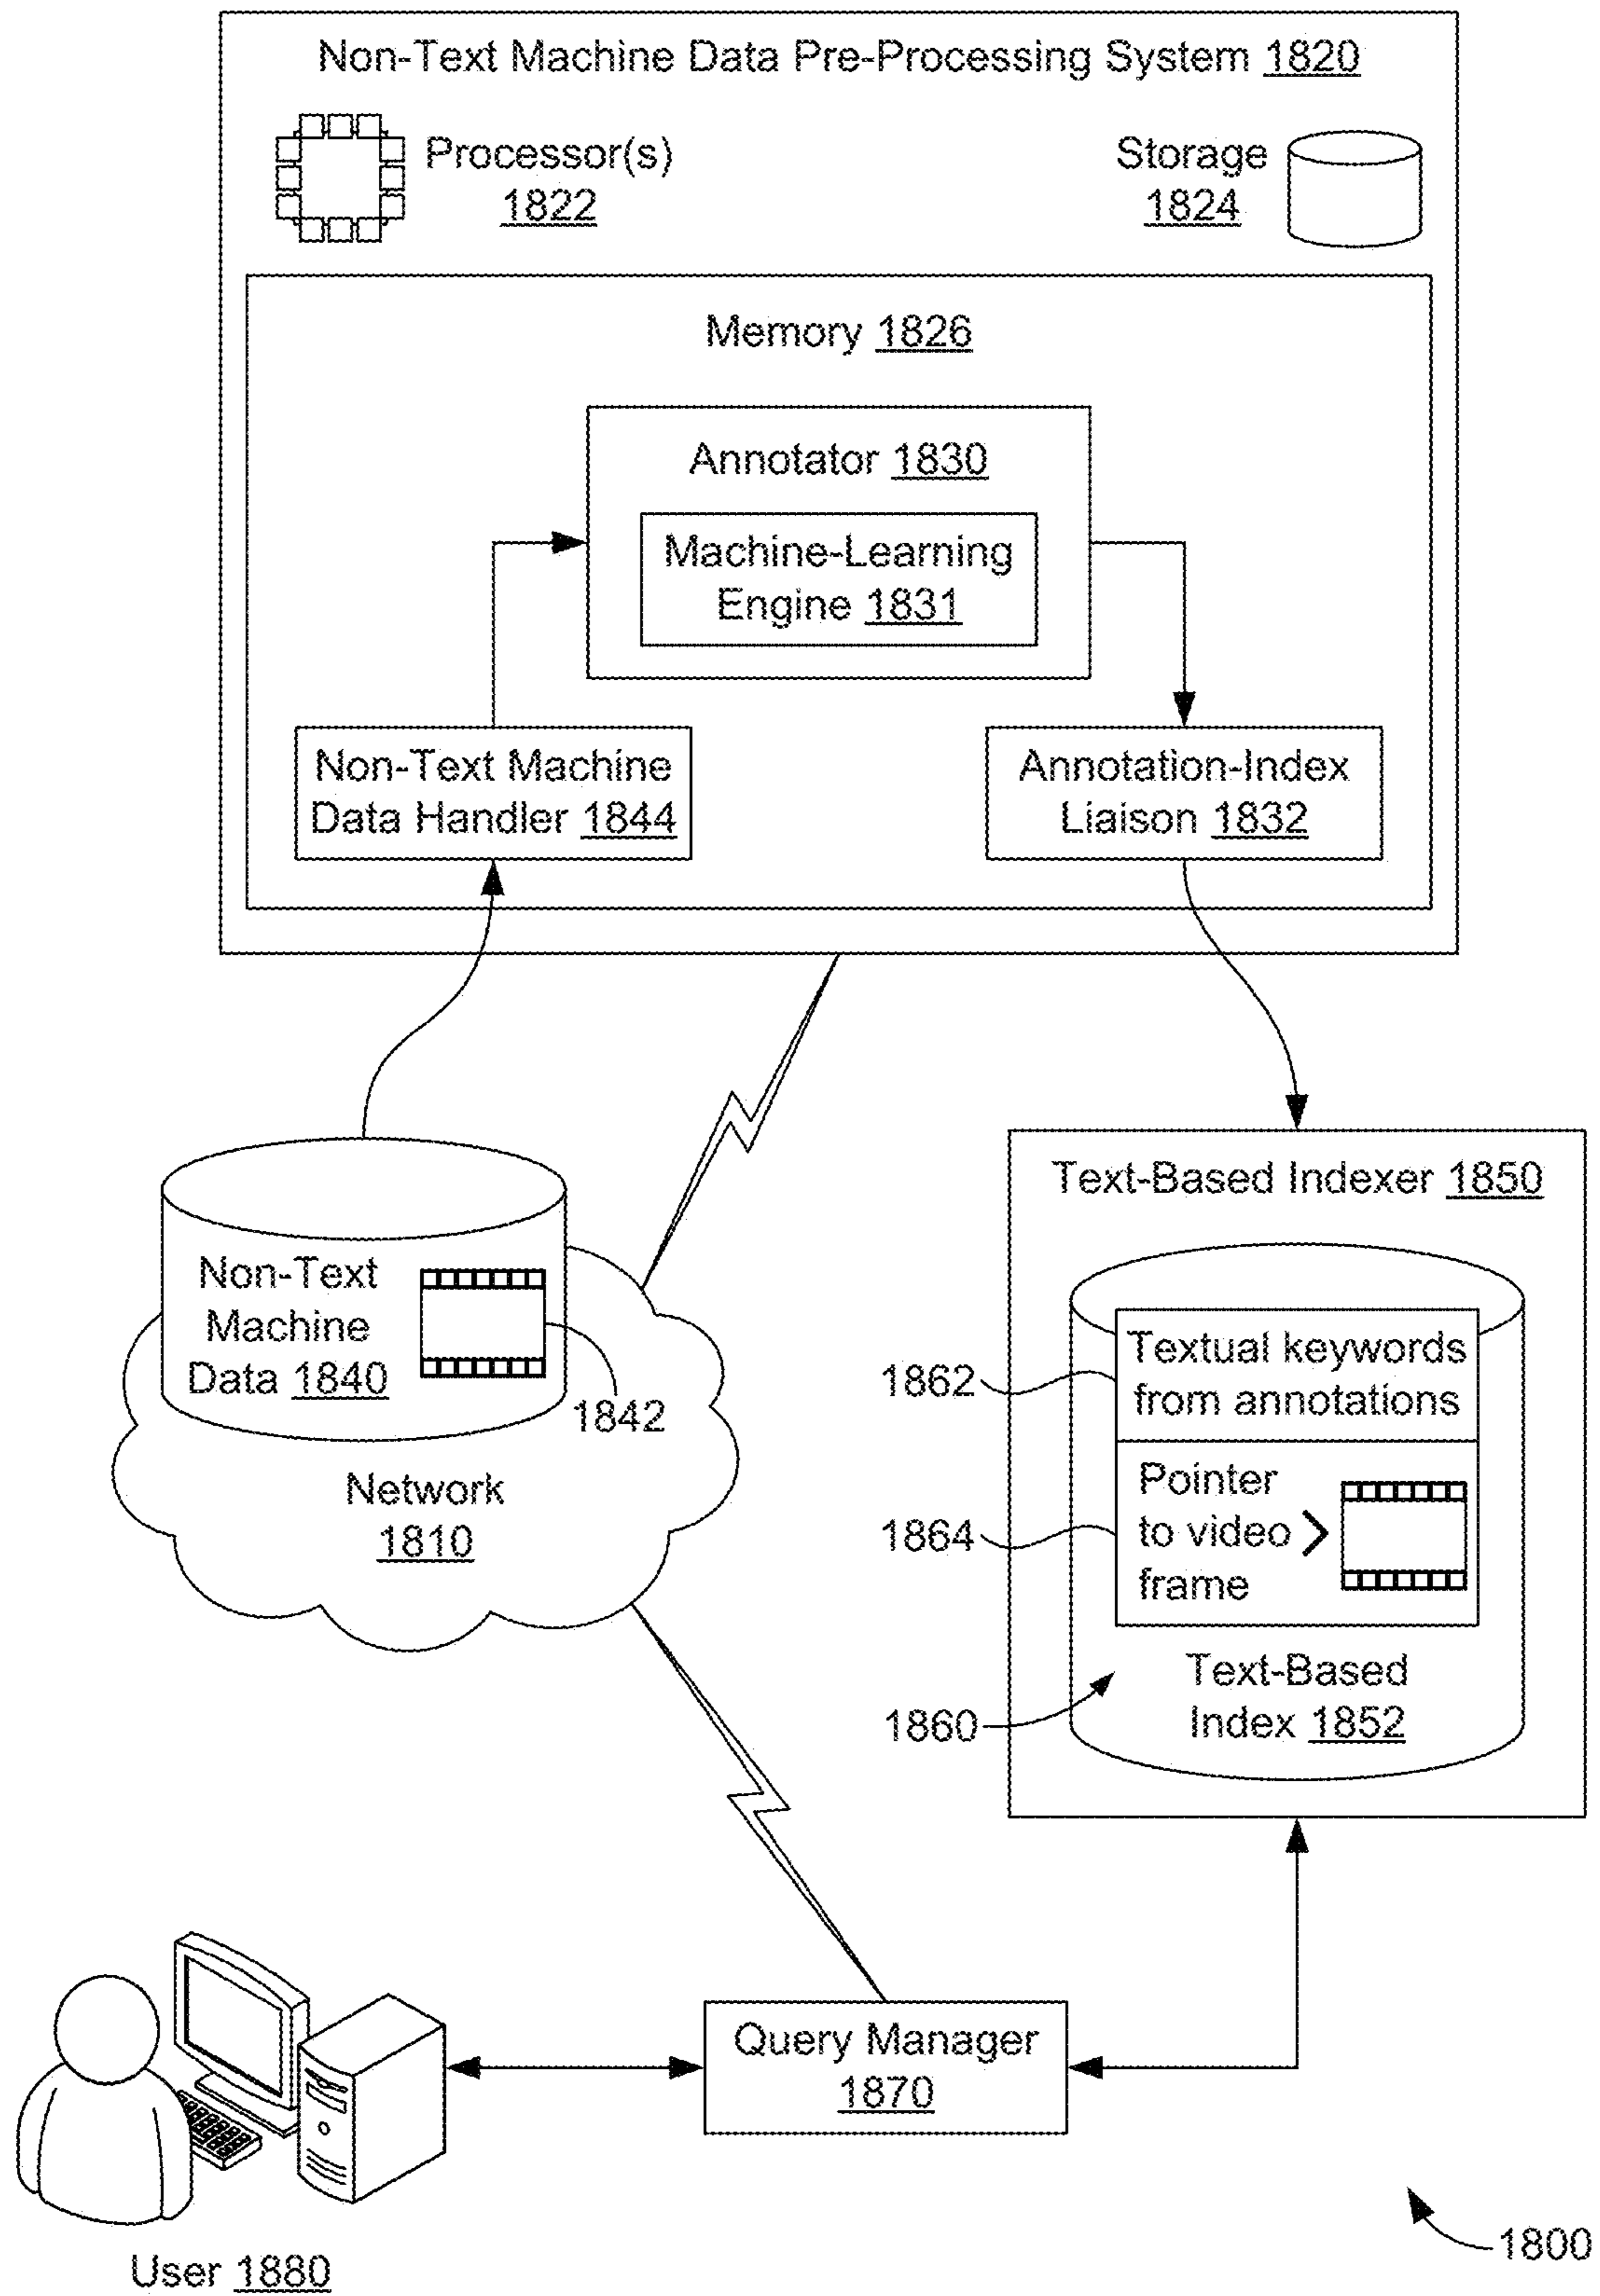 Non-Text Machine Data Pre-Processing System 1820
Processor(s)
1822
Storage
1824
Memory 1826
Annotator 1830
Machine-Learning
Engine 1831
Non-Text Machine
Data Handler 1844
Annotation-Index
Liaison 1832
Non-Text
Machine
Data 1840
1842
Network
1810
Text-Based Indexer 1850
1862
Textual keywords
from annotations
1864
Pointer
to video
frame
1860
Text-Based
Index 1852
Query Manager
1870
User 1880
1800